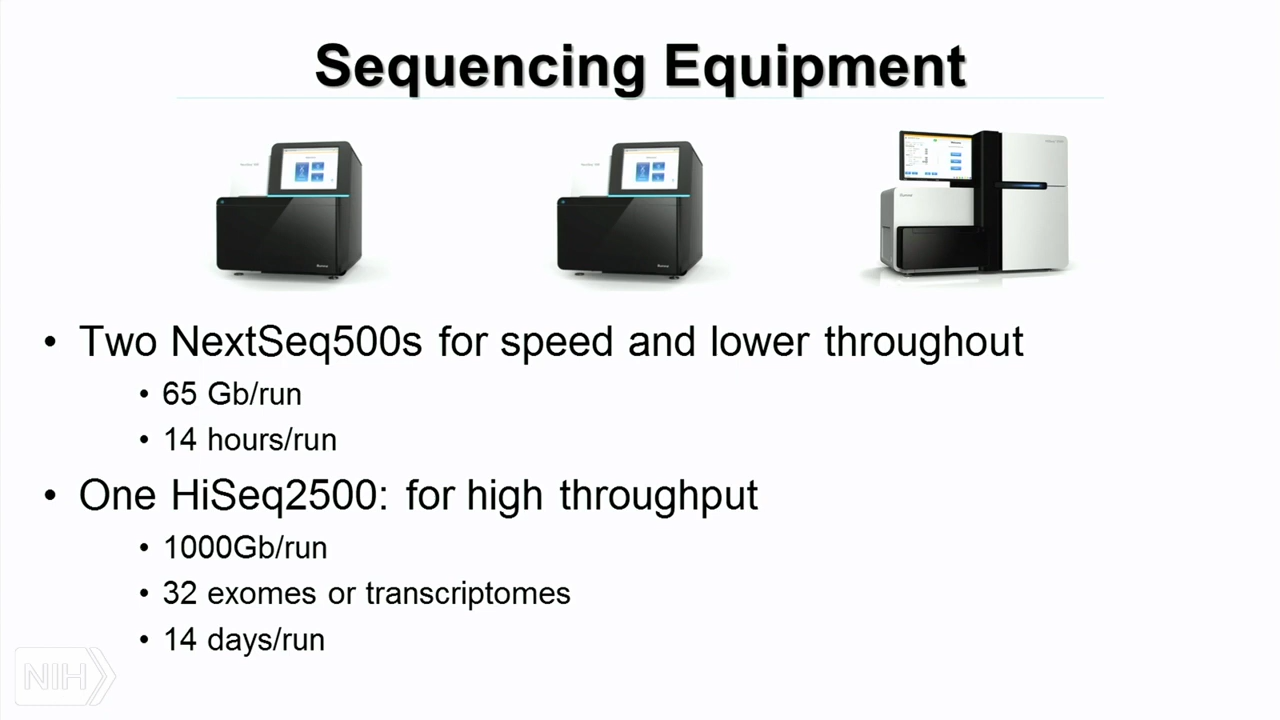 Sequencing Equipment
• Two NextSeq500s for speed and lower throughout
• 65 Gb/run
• 14 hours/run
• One HiSeq2500: for high throughput
• 1000Gb/run
• 32 exomes or transcriptomes
• 14 days/run
NIH